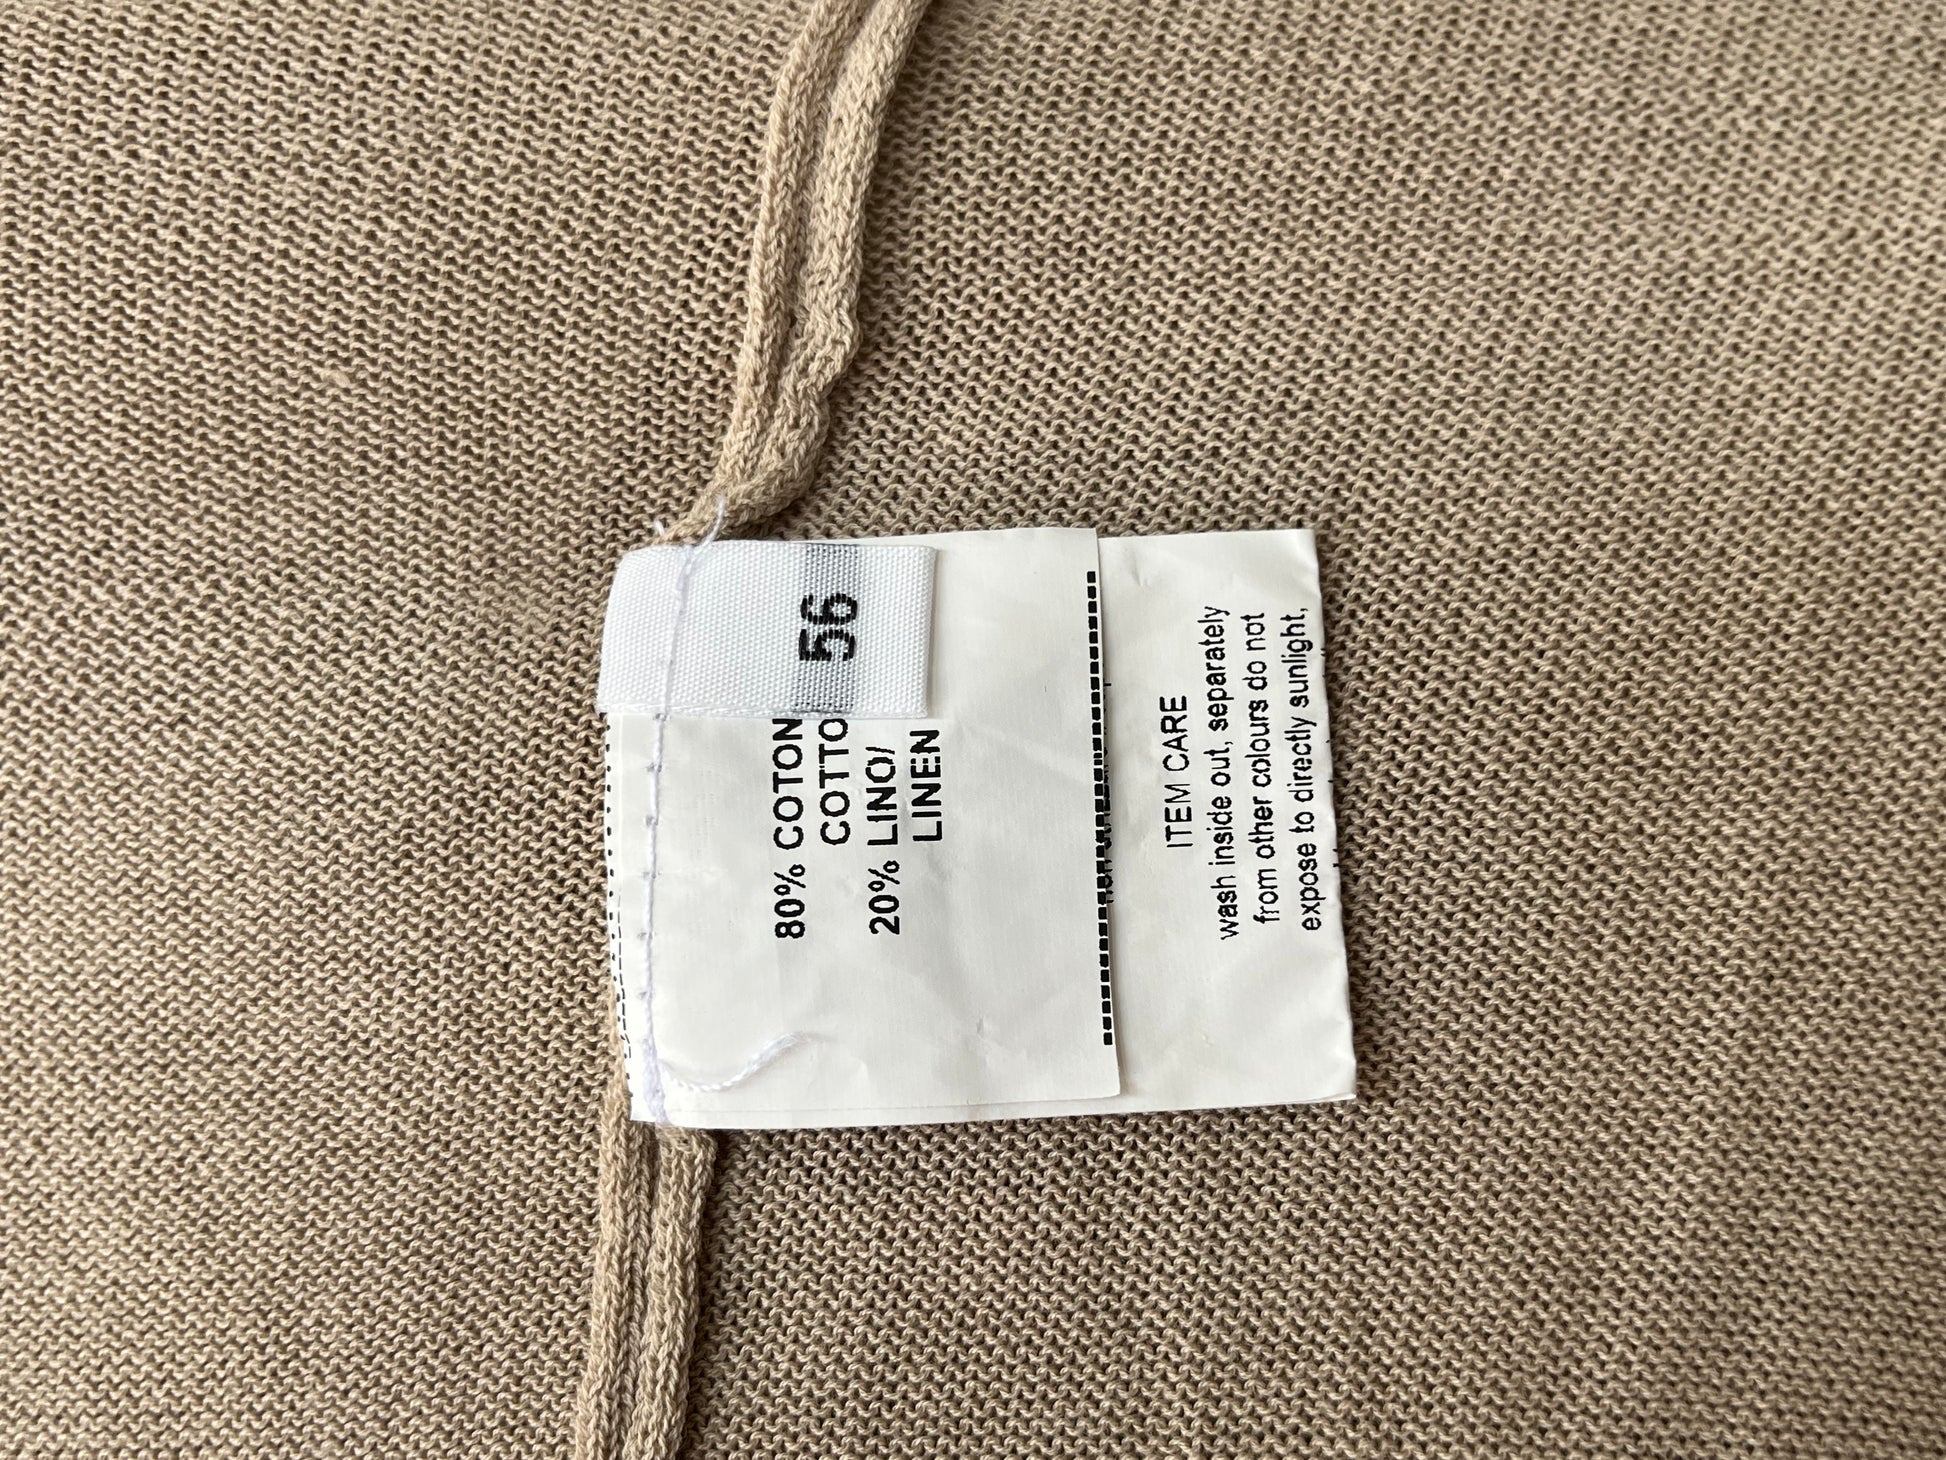 56
80% COTON
COTTO
20% LINO/
LINEN
ITEM CARE
wash inside out, separately
from other colours do not
expose to directly sunlight,